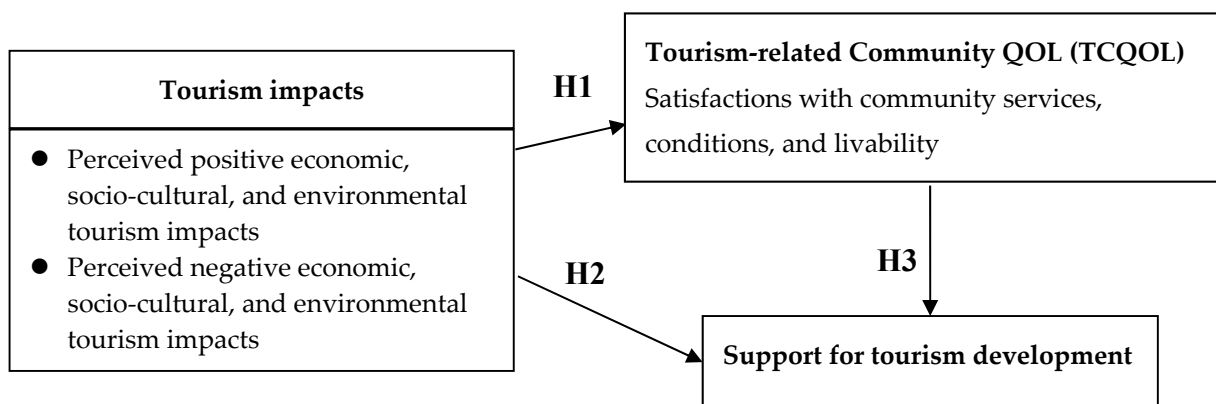 Tourism impacts
● Perceived positive economic,
socio-cultural, and environmental
tourism impacts
● Perceived negative economic,
socio-cultural, and environmental
tourism impacts
H1
H2
Tourism-related Community QOL (TCQOL)
Satisfactions with community services,
conditions, and livability
H3
Support for tourism development